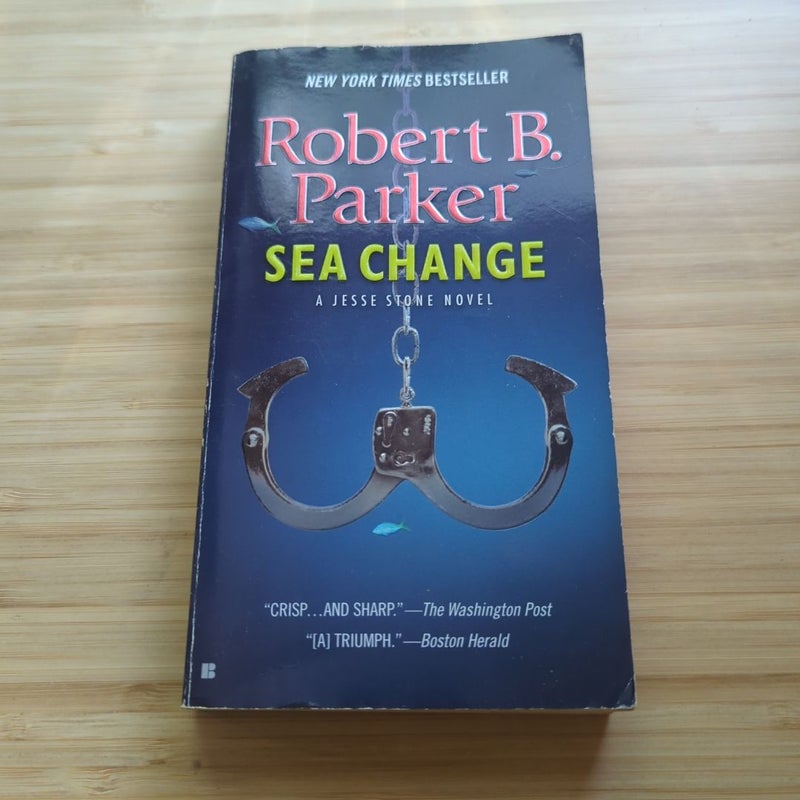 NEW YORK TIMES BESTSELLER
Robert B.
Parker
SEA CHANGE
A JESSE STONE NOVEL
“CRISP…AND SHARP.”—The Washington Post
“[A] TRIUMPH.”—Boston Herald
B